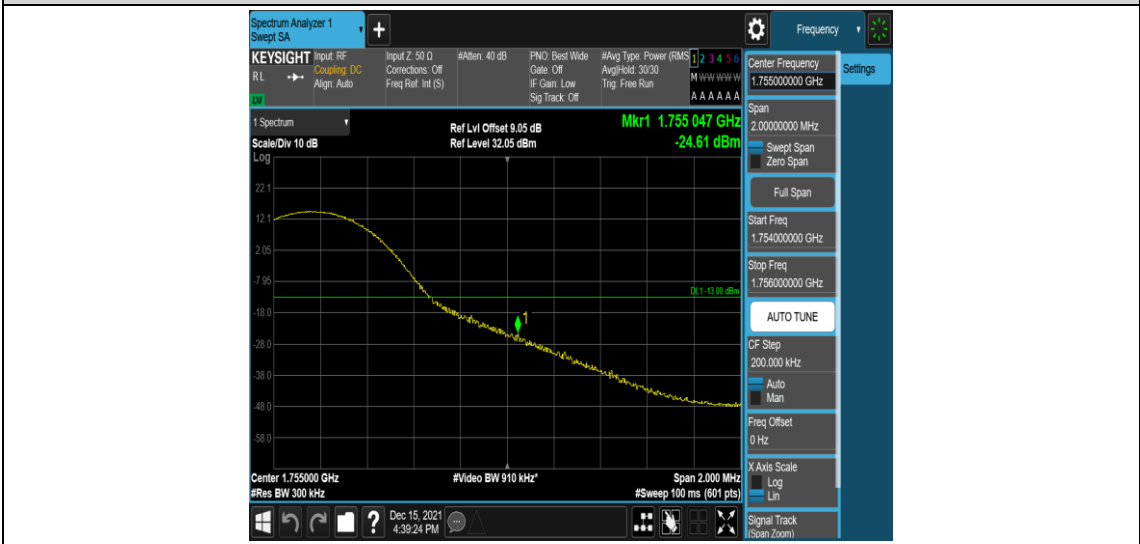 Spectrum Analyzer 1
Swept SA
+
Frequency
KEYSIGHT
RL
LXI
Input: RF
Coupling: DC
Align: Auto
Input Z: 50 Ω
Corrections: Off
Freq Ref: Int (S)
#Atten: 40 dB
PNO: Best Wide
Gate: Off
IF Gain: Low
Sig Track: Off
#Avg Type: Power (RMS
Avg|Hold: 30/30
Trig: Free Run
1 2 3 4 5 6
M W W W W W
A A A A A A
1 Spectrum
Scale/Div 10 dB
Log
Ref Lvl Offset 9.05 dB
Ref Level 32.05 dBm
Mkr1 1.755 047 GHz
-24.61 dBm
22.1
12.1
2.05
-7.95
-18.0
-28.0
-38.0
-48.0
-58.0
DL1 -13.00 dBm
1
Center 1.755000 GHz
#Res BW 300 kHz
#Video BW 910 kHz*
Span 2.000 MHz
#Sweep 100 ms (601 pts)
Center Frequency
1.755000000 GHz
Settings
Span
2.00000000 MHz
Swept Span
Zero Span
Full Span
Start Freq
1.754000000 GHz
Stop Freq
1.756000000 GHz
AUTO TUNE
CF Step
200.000 kHz
Auto
Man
Freq Offset
0 Hz
X Axis Scale
Log
Lin
Signal Track
(Span Zoom)
?
Dec 15, 2021
4:39:24 PM